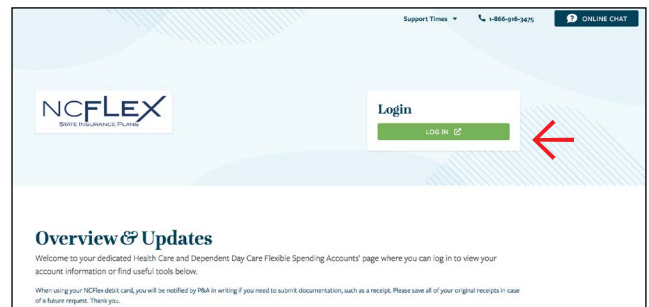 Support Times
1-866-916-3475
ONLINE CHAT
NCFLEX
STATE INSURANCE PLANS
Login
LOG IN
Overview & Updates
Welcome to your dedicated Health Care and Dependent Day Care Flexible Spending Accounts' page where you can log in to view your
account information or find useful tools below.
When using your NCFlex debit card, you will be notified by P&A in writing if you need to submit documentation, such as a receipt. Please save all of your original receipts in case
of a future request. Thank you.